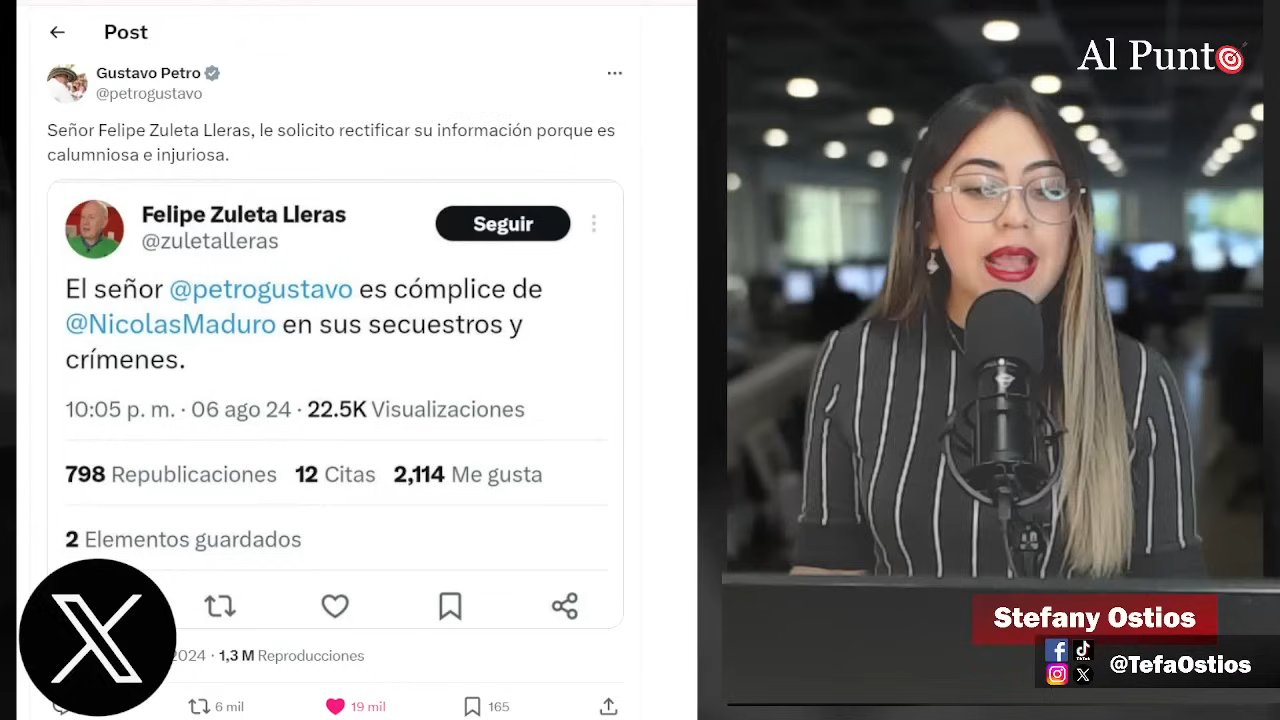 Post
Gustavo Petro
@petrogustavo
Señor Felipe Zuleta Lleras, le solicito rectificar su información porque es
calumniosa e injuriosa.
Felipe Zuleta Lleras
Seguir
@zuletalleras
El señor @petrogustavo es cómplice de
@NicolasMaduro en sus secuestros y
crímenes.
10:05 p. m. · 06 ago 24 · 22.5K Visualizaciones
798 Republicaciones 12 Citas 2,114 Me gusta
2 Elementos guardados
2024 · 1,3 M Reproducciones
6 mil
19 mil
165
Al Punto
Stefany Ostios
@TefaOstios